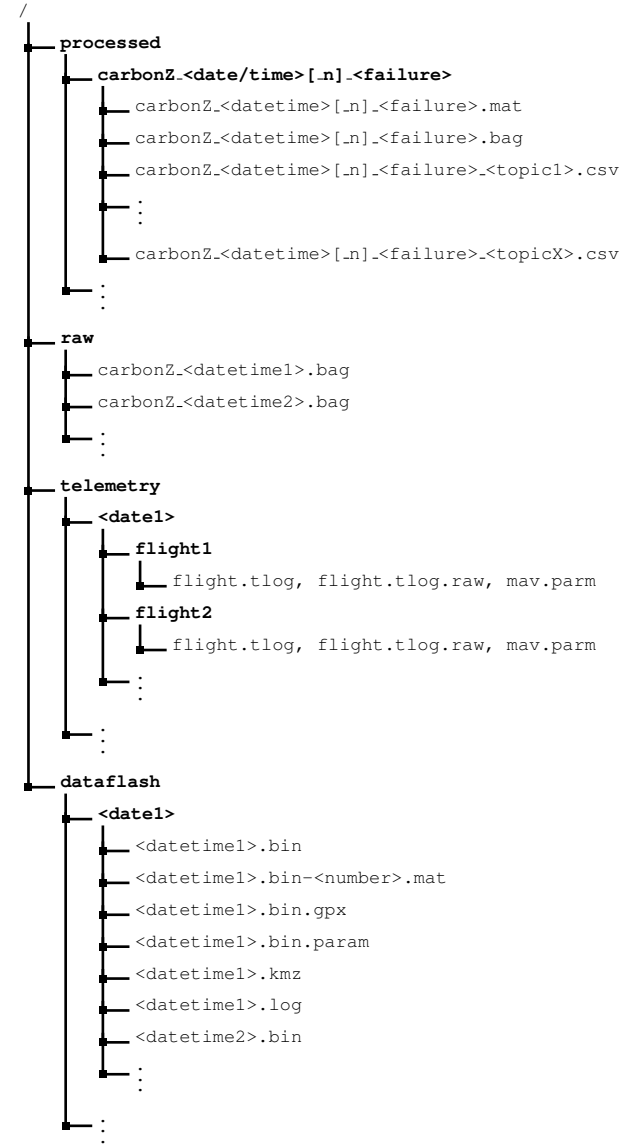 /
processed
carbonZ_<date/time>[_n]_<failure>
carbonZ_<datetime>[_n]_<failure>.mat
carbonZ_<datetime>[_n]_<failure>.bag
carbonZ_<datetime>[_n]_<failure>_<topic1>.csv
⋮
carbonZ_<datetime>[_n]_<failure>_<topicX>.csv
⋮
raw
carbonZ_<datetime1>.bag
carbonZ_<datetime2>.bag
⋮
telemetry
<date1>
flight1
flight.tlog, flight.tlog.raw, mav.parm
flight2
flight.tlog, flight.tlog.raw, mav.parm
⋮
⋮
dataflash
<date1>
<datetime1>.bin
<datetime1>.bin-<number>.mat
<datetime1>.bin.gpx
<datetime1>.bin.param
<datetime1>.kmz
<datetime1>.log
<datetime2>.bin
⋮
⋮